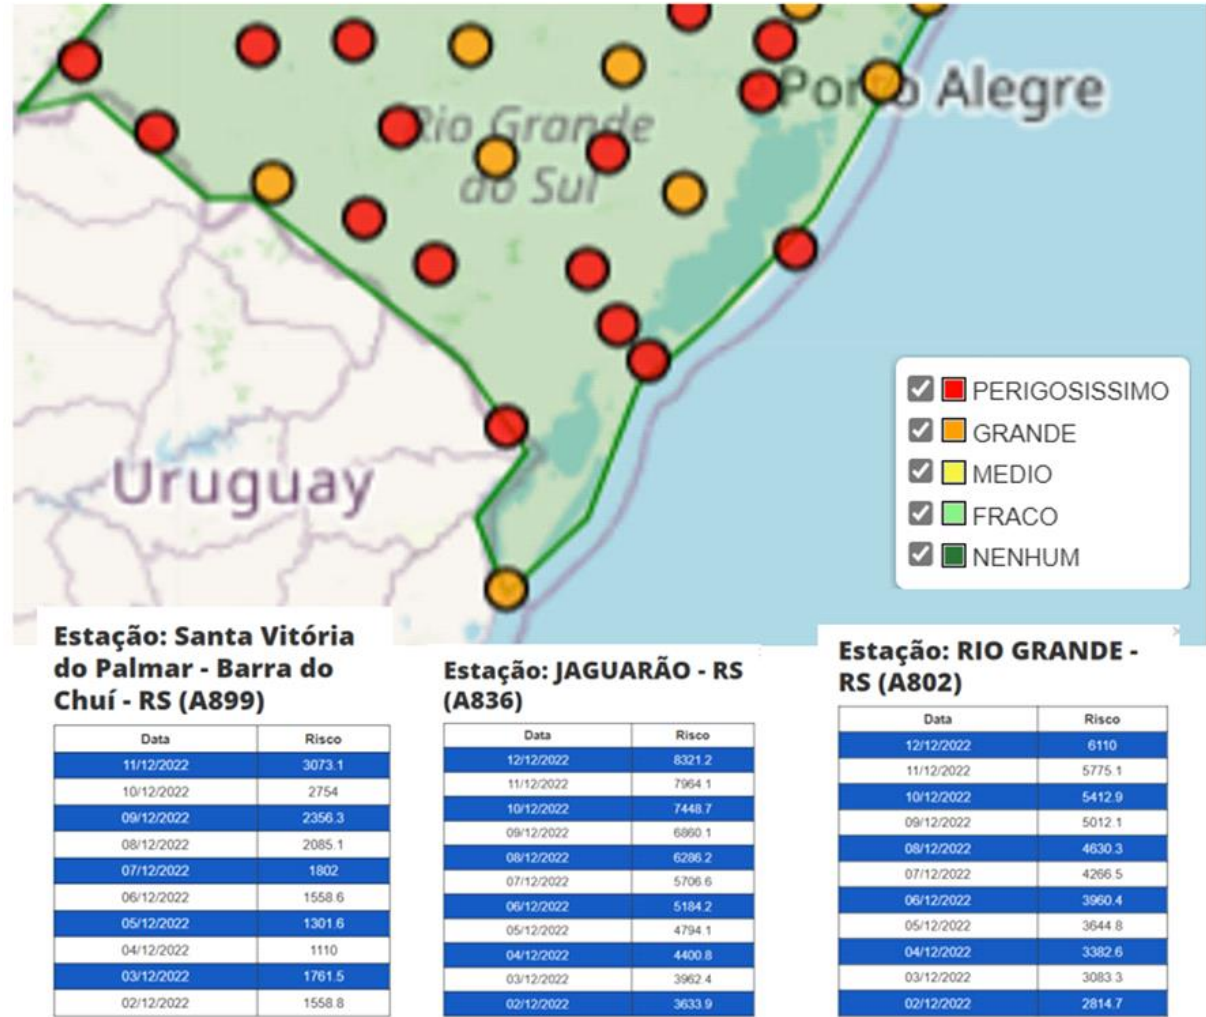 Porto Alegre
Rio Grande
do Sul
Uruguay
PERIGOSISSIMO
GRANDE
MEDIO
FRACO
NENHUM
Estação: Santa Vitória
do Palmar - Barra do
Chuí - RS (A899)
Data Risco
11/12/2022 3073.1
10/12/2022 2754
09/12/2022 2356.3
08/12/2022 2085.1
07/12/2022 1802
06/12/2022 1558.6
05/12/2022 1301.6
04/12/2022 1110
03/12/2022 1761.5
02/12/2022 1558.8
Estação: JAGUARÃO - RS
(A836)
Data Risco
12/12/2022 8321.2
11/12/2022 7964.1
10/12/2022 7448.7
09/12/2022 6860.1
08/12/2022 6286.2
07/12/2022 5706.6
06/12/2022 5184.2
05/12/2022 4794.1
04/12/2022 4400.8
03/12/2022 3962.4
02/12/2022 3633.9
Estação: RIO GRANDE -
RS (A802)
Data Risco
12/12/2022 6110
11/12/2022 5775.1
10/12/2022 5412.9
09/12/2022 5012.1
08/12/2022 4630.3
07/12/2022 4266.5
06/12/2022 3960.4
05/12/2022 3644.8
04/12/2022 3382.6
03/12/2022 3083.3
02/12/2022 2814.7